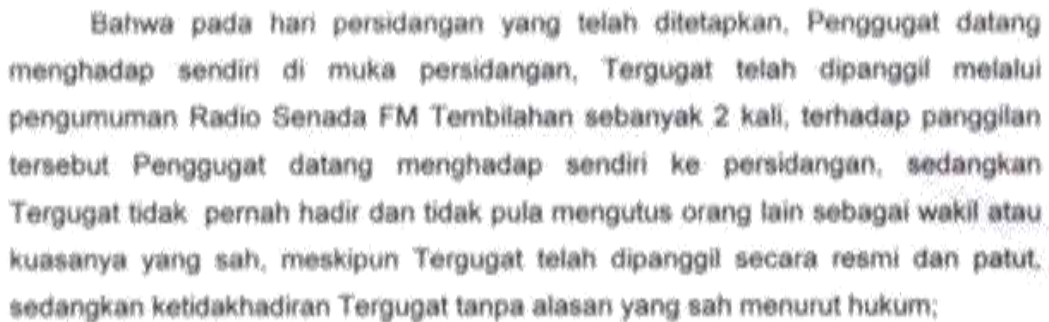 Bahwa pada hari persidangan yang telah ditetapkan, Penggugat datang
menghadap sendiri di muka persidangan, Tergugat telah dipanggil melalui
pengumuman Radio Senada FM Tembilahan sebanyak 2 kali, terhadap panggilan
tersebut Penggugat datang menghadap sendiri ke persidangan, sedangkan
Tergugat tidak pernah hadir dan tidak pula mengutus orang lain sebagai wakil atau
kuasanya yang sah, meskipun Tergugat telah dipanggil secara resmi dan patut,
sedangkan ketidakhadiran Tergugat tanpa alasan yang sah menurut hukum;